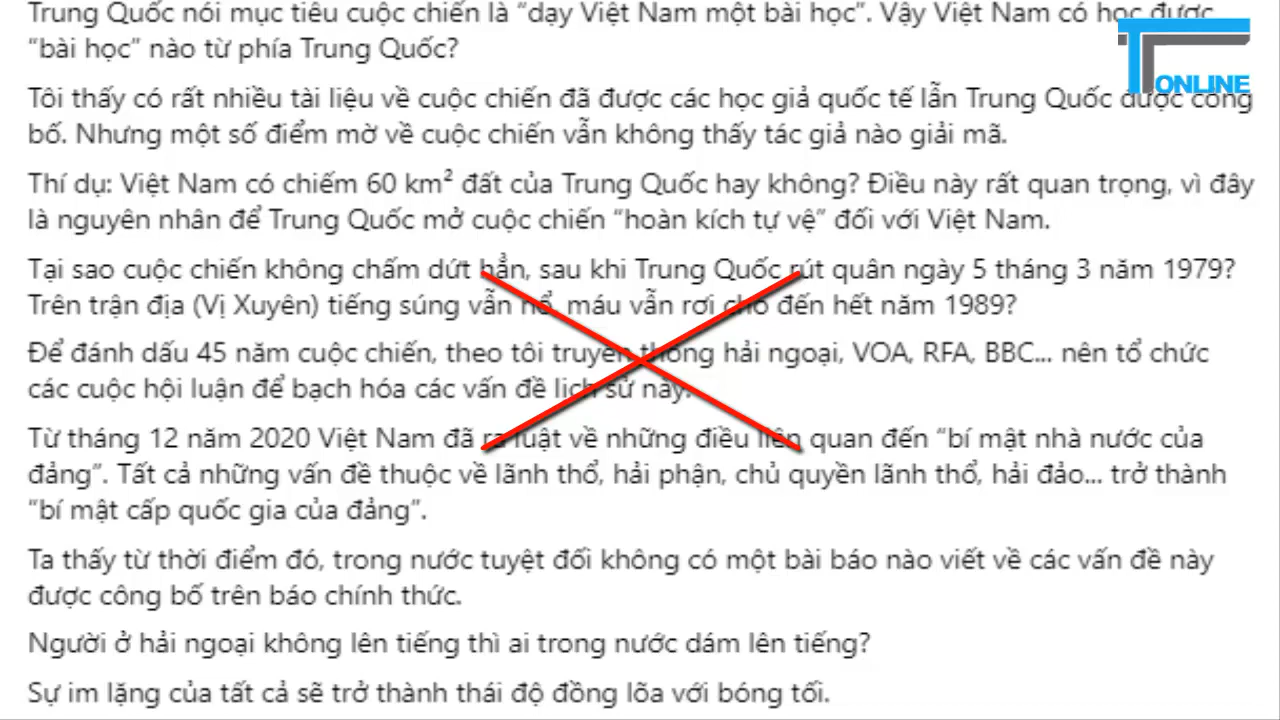 Trung Quốc nói mục tiêu cuộc chiến là “dạy Việt Nam một bài học”. Vậy Việt Nam có học được
“bài học” nào từ phía Trung Quốc?
ONLINE
Tôi thấy có rất nhiều tài liệu về cuộc chiến đã được các học giả quốc tế lẫn Trung Quốc được công
bố. Nhưng một số điểm mờ về cuộc chiến vẫn không thấy tác giả nào giải mã.
Thí dụ: Việt Nam có chiếm 60 km² đất của Trung Quốc hay không? Điều này rất quan trọng, vì đây
là nguyên nhân để Trung Quốc mở cuộc chiến “hoàn kích tự vệ” đối với Việt Nam.
Tại sao cuộc chiến không chấm dứt hẳn, sau khi Trung Quốc rút quân ngày 5 tháng 3 năm 1979?
Trên trận địa (Vị Xuyên) tiếng súng vẫn nổ, máu vẫn rơi cho đến hết năm 1989?
Để đánh dấu 45 năm cuộc chiến, theo tôi truyền thông hải ngoại, VOA, RFA, BBC... nên tổ chức
các cuộc hội luận để bạch hóa các vấn đề lịch sử này.
Từ tháng 12 năm 2020 Việt Nam đã ra luật về những điều liên quan đến “bí mật nhà nước của
đảng”. Tất cả những vấn đề thuộc về lãnh thổ, hải phận, chủ quyền lãnh thổ, hải đảo... trở thành
“bí mật cấp quốc gia của đảng”.
Ta thấy từ thời điểm đó, trong nước tuyệt đối không có một bài báo nào viết về các vấn đề này
được công bố trên báo chính thức.
Người ở hải ngoại không lên tiếng thì ai trong nước dám lên tiếng?
Sự im lặng của tất cả sẽ trở thành thái độ đồng lõa với bóng tối.